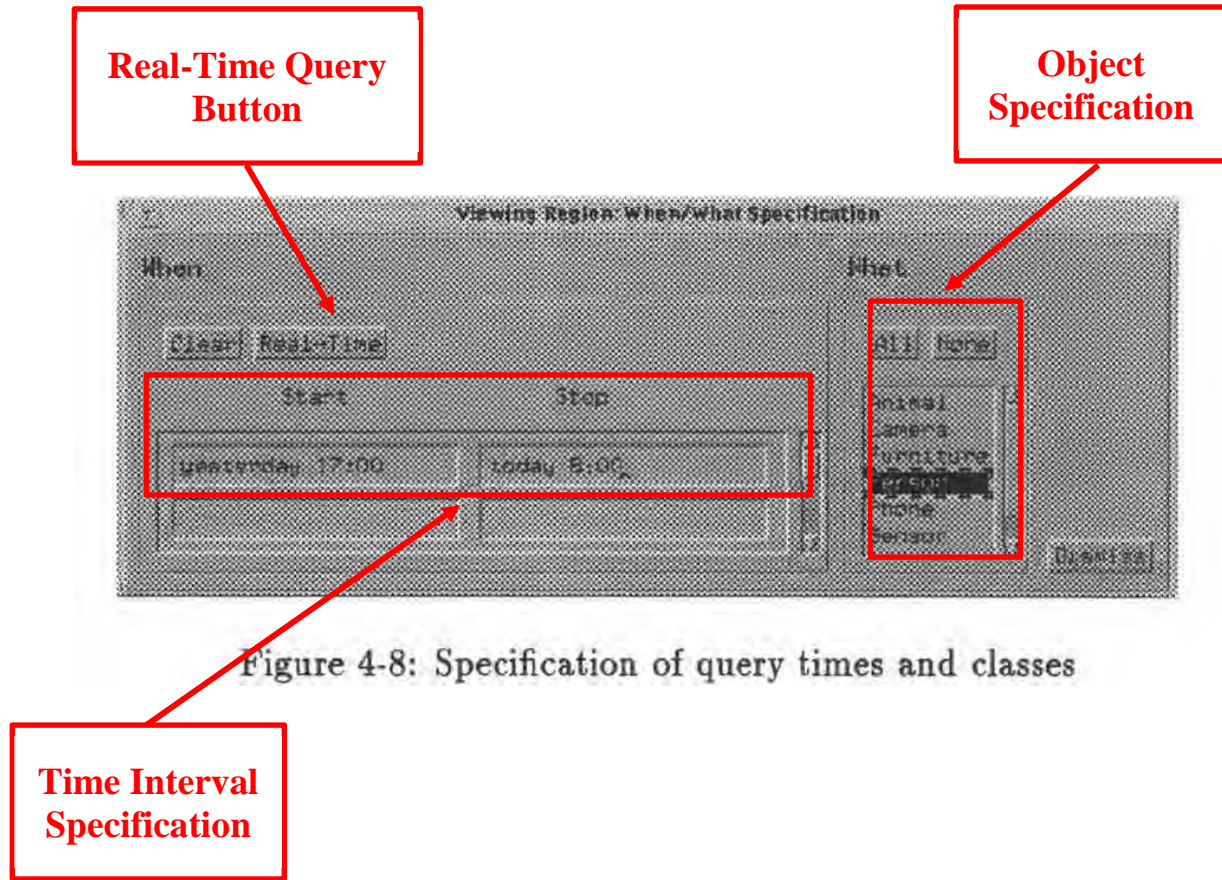 Real-Time Query
Button
Object
Specification
Viewing Region: When/What Specification
When
What
Clear Real-Time
All None
Start Stop
yesterday 17:00 today 8:00
Animal
Camera
Furniture
Person
Phone
Sensor
Dismiss
Figure 4-8: Specification of query times and classes
Time Interval
Specification